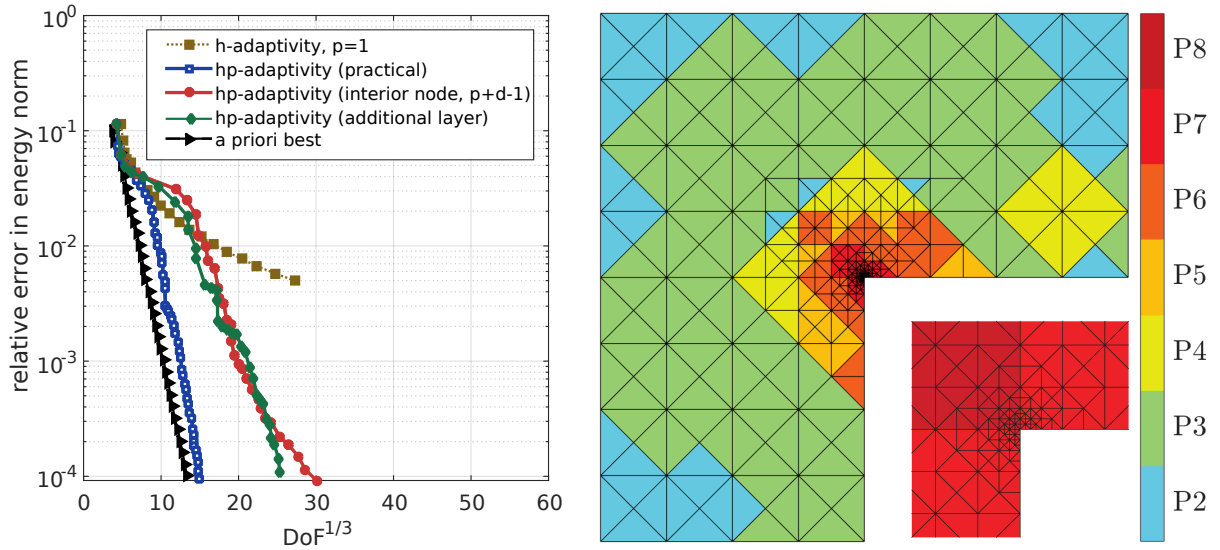 relative error in energy norm
10^0
10^-1
10^-2
10^-3
10^-4
h-adaptivity, p=1
hp-adaptivity (practical)
hp-adaptivity (interior node, p+d-1)
hp-adaptivity (additional layer)
a priori best
0 10 20 30 40 50 60
DoF^1/3
P8
P7
P6
P5
P4
P3
P2